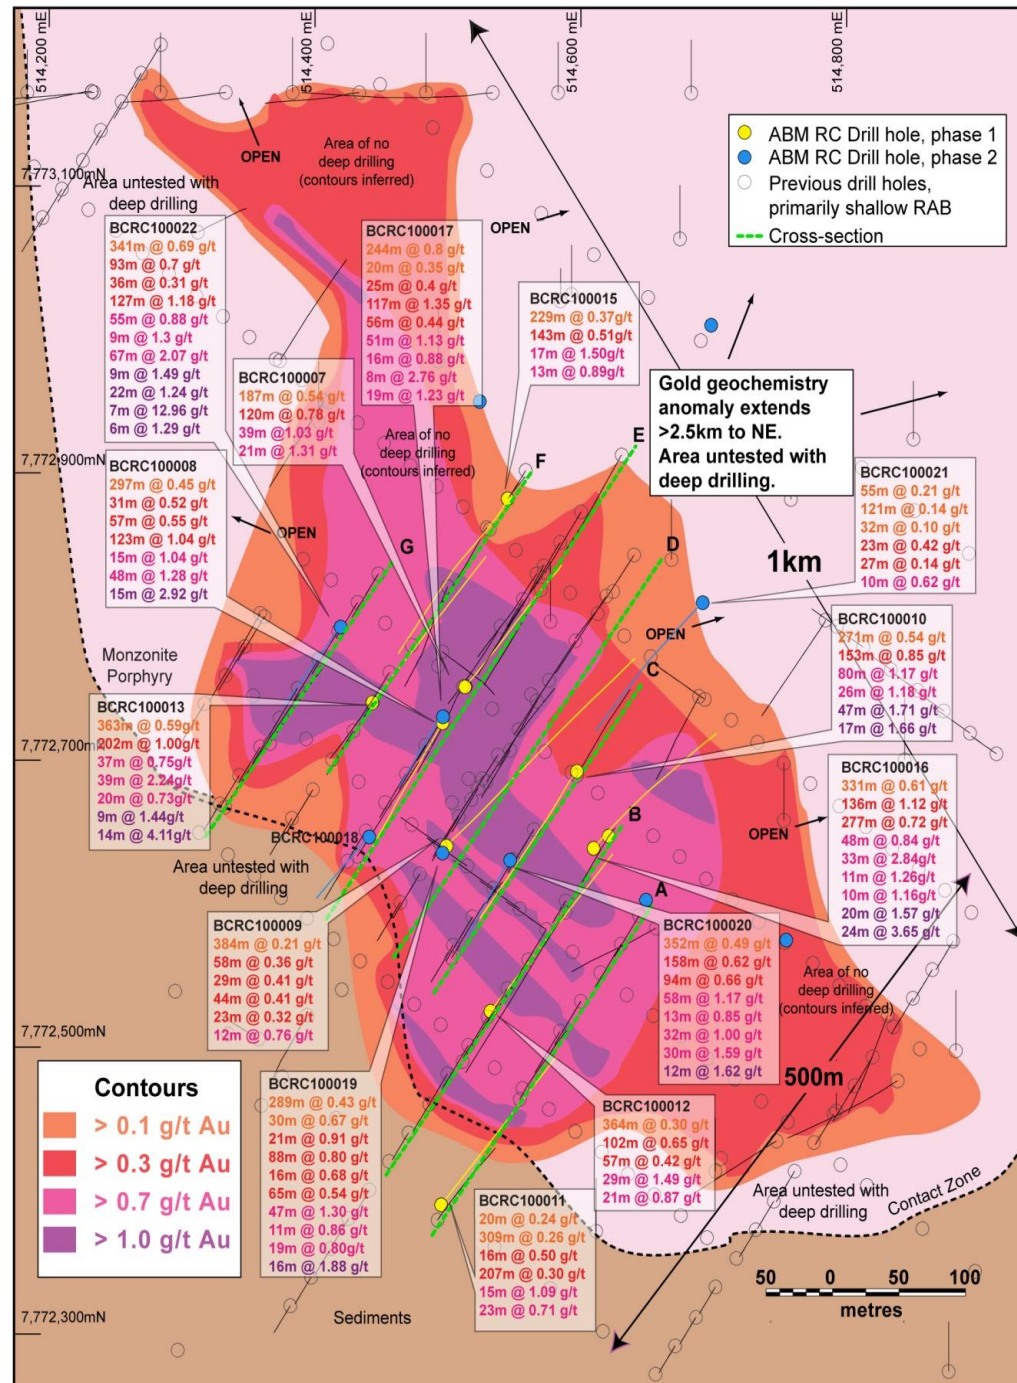 514,200 mE
514,400 mE
514,600 mE
514,800 mE
ABM RC Drill hole, phase 1
ABM RC Drill hole, phase 2
Previous drill holes,
primarily shallow RAB
Cross-section
OPEN
Area of no
deep drilling
(contours inferred)
7,773,100mN
Area untested with
deep drilling
BCRC100022
341m @ 0.69 g/t
93m @ 0.7 g/t
36m @ 0.31 g/t
127m @ 1.18 g/t
55m @ 0.88 g/t
9m @ 1.3 g/t
67m @ 2.07 g/t
9m @ 1.49 g/t
22m @ 1.24 g/t
7m @ 12.96 g/t
6m @ 1.29 g/t
BCRC100017
244m @ 0.8 g/t
20m @ 0.35 g/t
25m @ 0.4 g/t
117m @ 1.35 g/t
56m @ 0.44 g/t
51m @ 1.13 g/t
16m @ 0.88 g/t
8m @ 2.76 g/t
19m @ 1.23 g/t
OPEN
BCRC100015
229m @ 0.37g/t
143m @ 0.51g/t
17m @ 1.50g/t
13m @ 0.89g/t
BCRC100007
187m @ 0.54 g/t
120m @ 0.78 g/t
39m @1.03 g/t
21m @ 1.31 g/t
Gold geochemistry
anomaly extends
>2.5km to NE.
Area untested with
deep drilling.
Area of no
deep drilling
(contours inferred)
7,772,900mN
BCRC100008
297m @ 0.45 g/t
31m @ 0.52 g/t
57m @ 0.55 g/t
123m @ 1.04 g/t
15m @ 1.04 g/t
48m @ 1.28 g/t
15m @ 2.92 g/t
OPEN
E
F
G
D
C
B
A
1km
BCRC100021
55m @ 0.21 g/t
121m @ 0.14 g/t
32m @ 0.10 g/t
23m @ 0.42 g/t
27m @ 0.14 g/t
10m @ 0.62 g/t
OPEN
BCRC100010
271m @ 0.54 g/t
153m @ 0.85 g/t
80m @ 1.17 g/t
26m @ 1.18 g/t
47m @ 1.71 g/t
17m @ 1.66 g/t
Monzonite
Porphyry
BCRC100013
363m @ 0.59g/t
202m @ 1.00g/t
37m @ 0.75g/t
39m @ 2.24g/t
20m @ 0.73g/t
9m @ 1.44g/t
14m @ 4.11g/t
7,772,700mN
BCRC100016
331m @ 0.61 g/t
136m @ 1.12 g/t
277m @ 0.72 g/t
48m @ 0.84 g/t
33m @ 2.84g/t
11m @ 1.26g/t
10m @ 1.16g/t
20m @ 1.57 g/t
24m @ 3.65 g/t
OPEN
BCRC100018
Area untested with
deep drilling
BCRC100009
384m @ 0.21 g/t
58m @ 0.36 g/t
29m @ 0.41 g/t
44m @ 0.41 g/t
23m @ 0.32 g/t
12m @ 0.76 g/t
BCRC100020
352m @ 0.49 g/t
158m @ 0.62 g/t
94m @ 0.66 g/t
58m @ 1.17 g/t
13m @ 0.85 g/t
32m @ 1.00 g/t
30m @ 1.59 g/t
12m @ 1.62 g/t
Area of no
deep drilling
(contours inferred)
7,772,500mN
500m
Contours
> 0.1 g/t Au
> 0.3 g/t Au
> 0.7 g/t Au
> 1.0 g/t Au
BCRC100019
289m @ 0.43 g/t
30m @ 0.67 g/t
21m @ 0.91 g/t
88m @ 0.80 g/t
16m @ 0.68 g/t
65m @ 0.54 g/t
47m @ 1.30 g/t
11m @ 0.86 g/t
19m @ 0.80g/t
16m @ 1.88 g/t
BCRC100012
364m @ 0.30 g/t
102m @ 0.65 g/t
57m @ 0.42 g/t
29m @ 1.49 g/t
21m @ 0.87 g/t
BCRC100011
20m @ 0.24 g/t
309m @ 0.26 g/t
16m @ 0.50 g/t
207m @ 0.30 g/t
15m @ 1.09 g/t
23m @ 0.71 g/t
Area untested with
deep drilling
Contact Zone
7,772,300mN
Sediments
50 0 50 100
metres